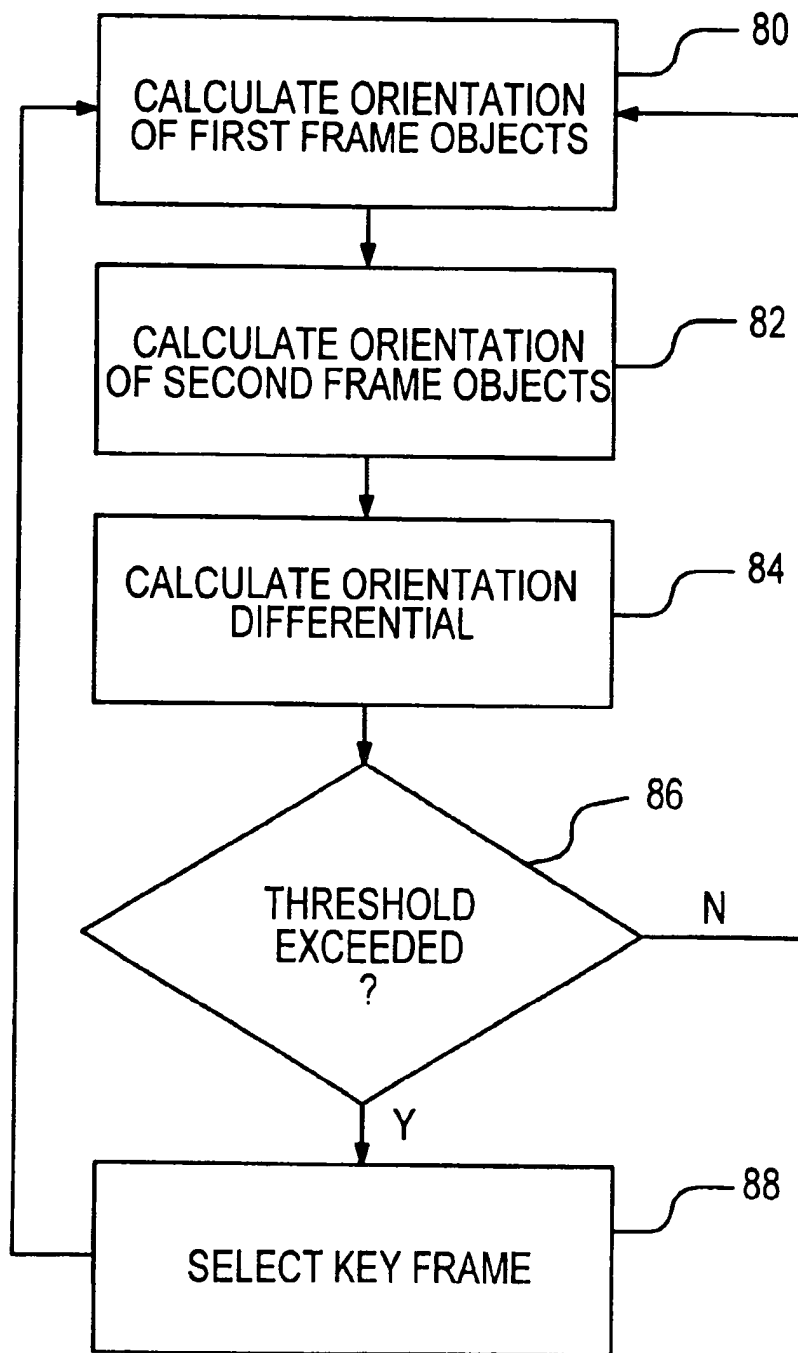 80
CALCULATE ORIENTATION
OF FIRST FRAME OBJECTS
82
CALCULATE ORIENTATION
OF SECOND FRAME OBJECTS
84
CALCULATE ORIENTATION
DIFFERENTIAL
86
THRESHOLD
EXCEEDED
?
N
Y
88
SELECT KEY FRAME